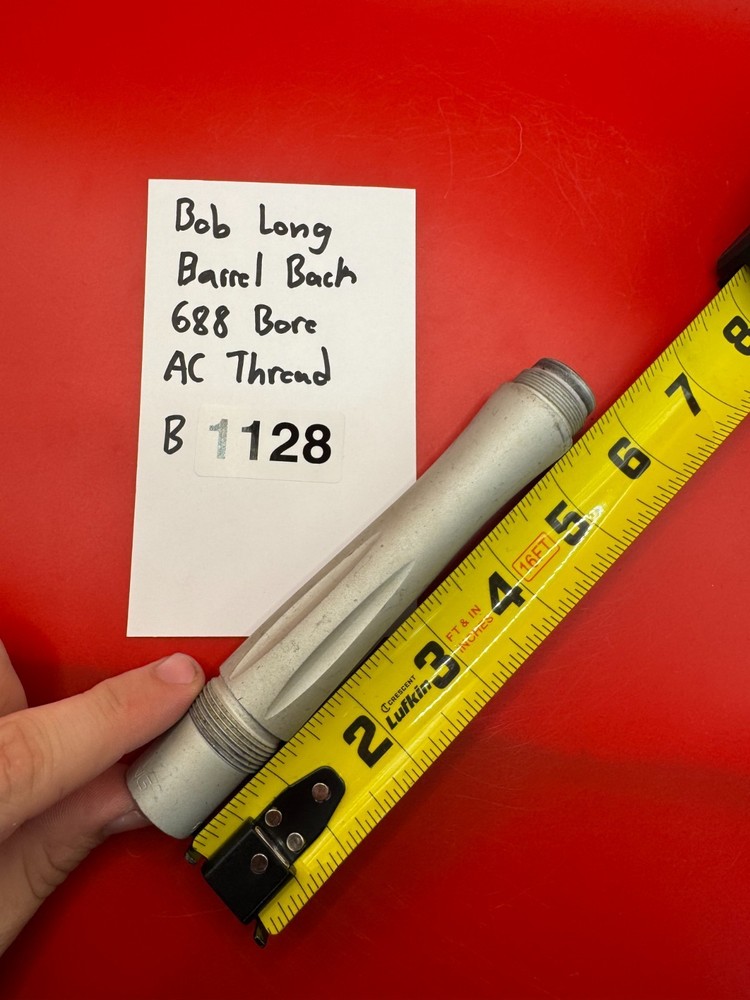 Bob Long
Barrel Back
688 Bore
AC Thread
B 1128
8
7
6
5
16FT
4
FT & IN
INCHES
3
CRESCENT
Lufkin
2